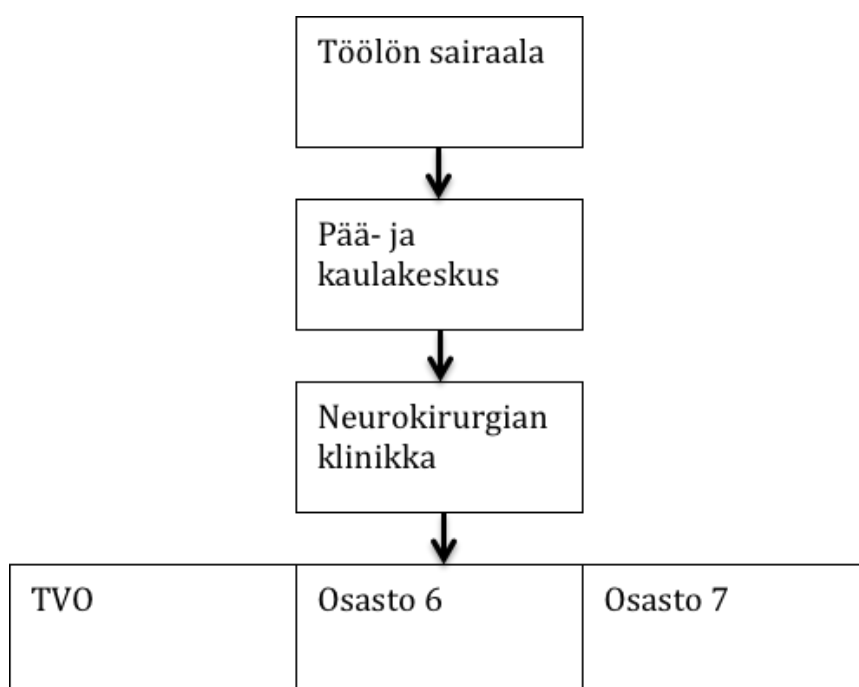 Töölön sairaala
Pää- ja
kaulakeskus
Neurokirurgian
klinikka
TVO
Osasto 6
Osasto 7